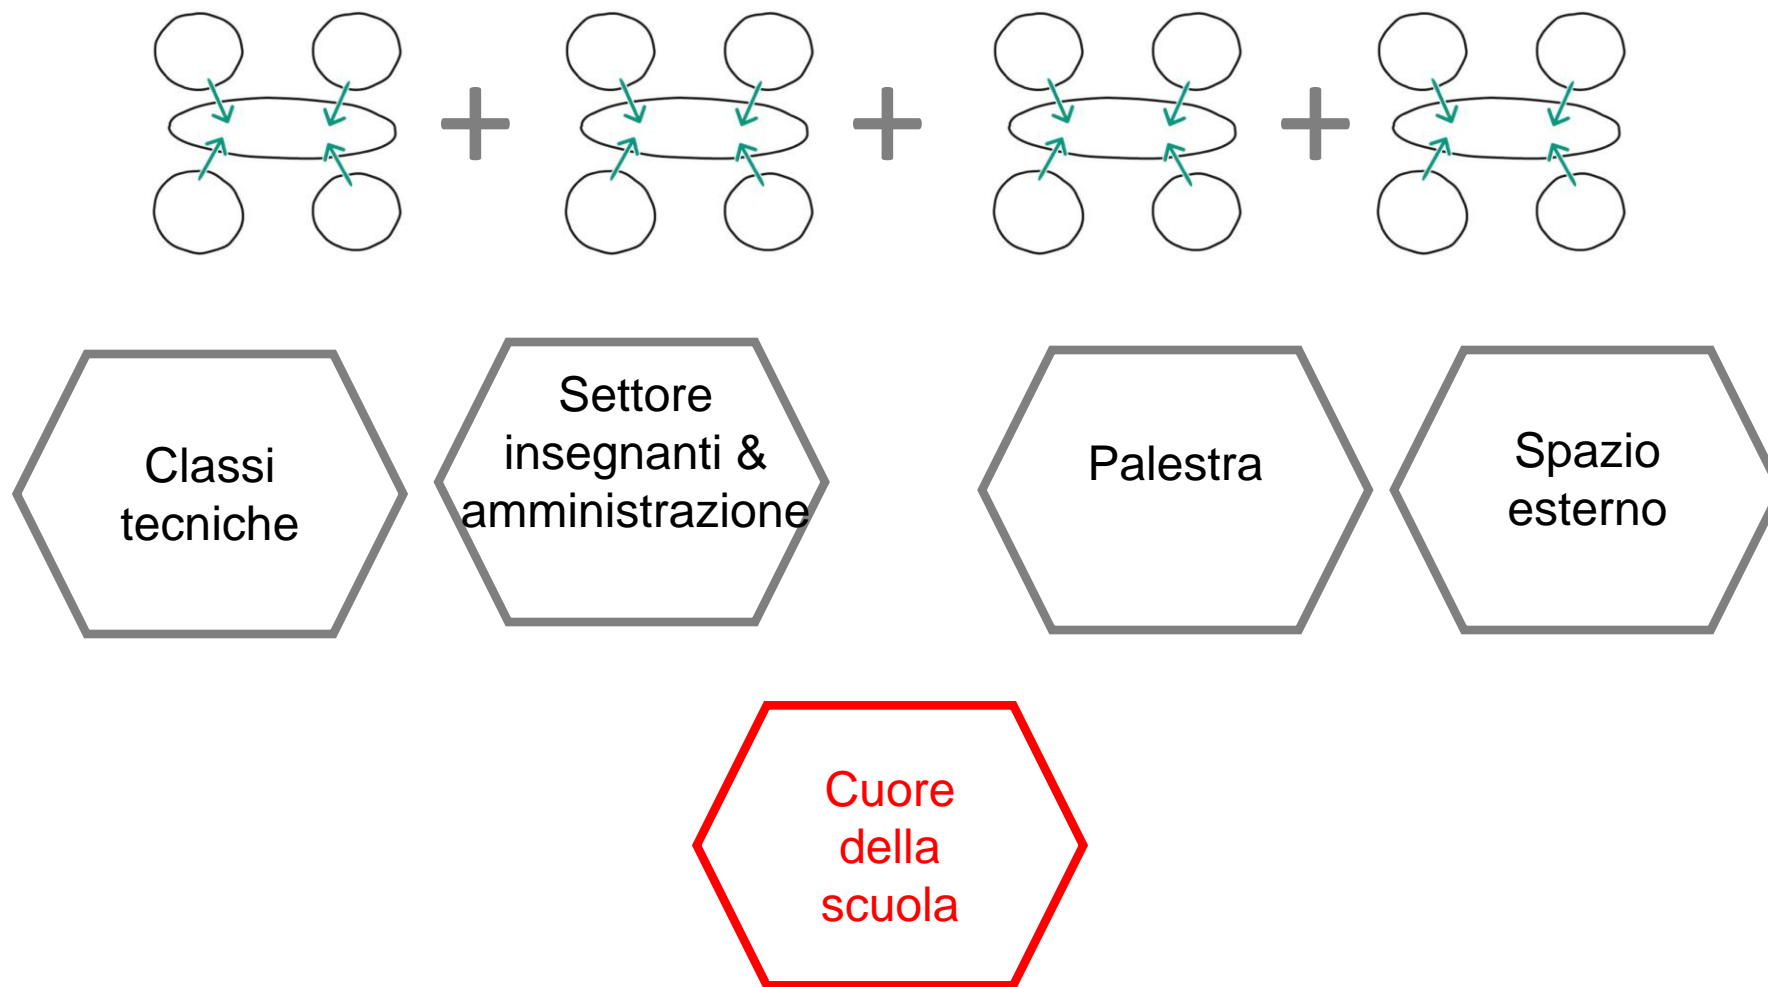 Classi
tecniche
Settore
insegnanti &
amministrazione
Palestra
Spazio
esterno
Cuore
della
scuola